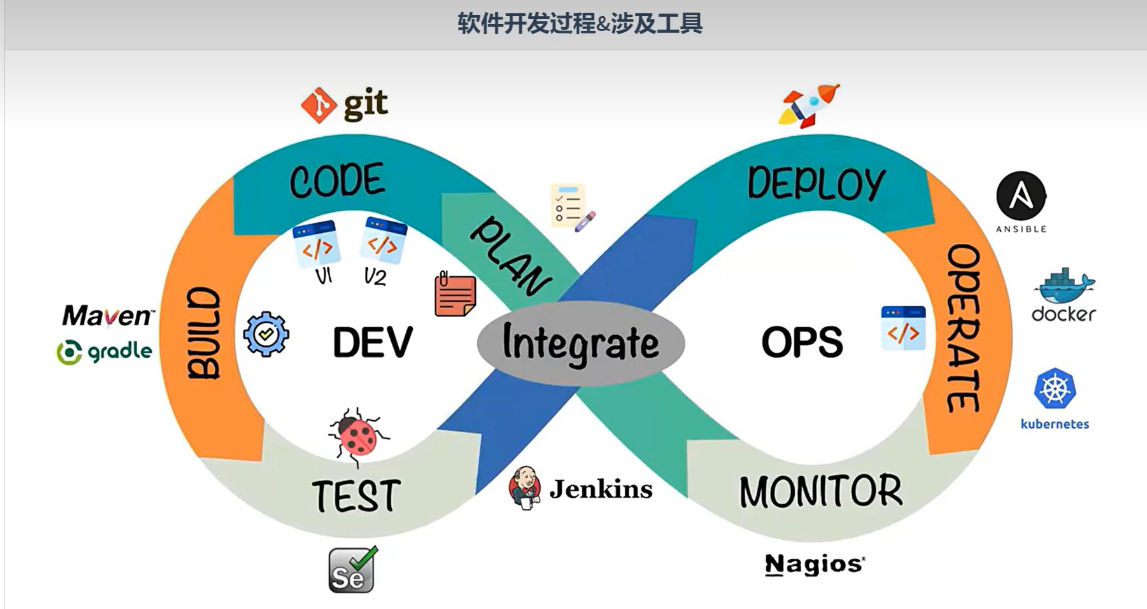 软件开发过程&涉及工具
git
CODE
PLAN
V1
V2
BUILD
Maven™
gradle
DEV
TEST
Se
Integrate
Jenkins
DEPLOY
OPS
OPERATE
MONITOR
ANSIBLE
docker
kubernetes
Nagios®